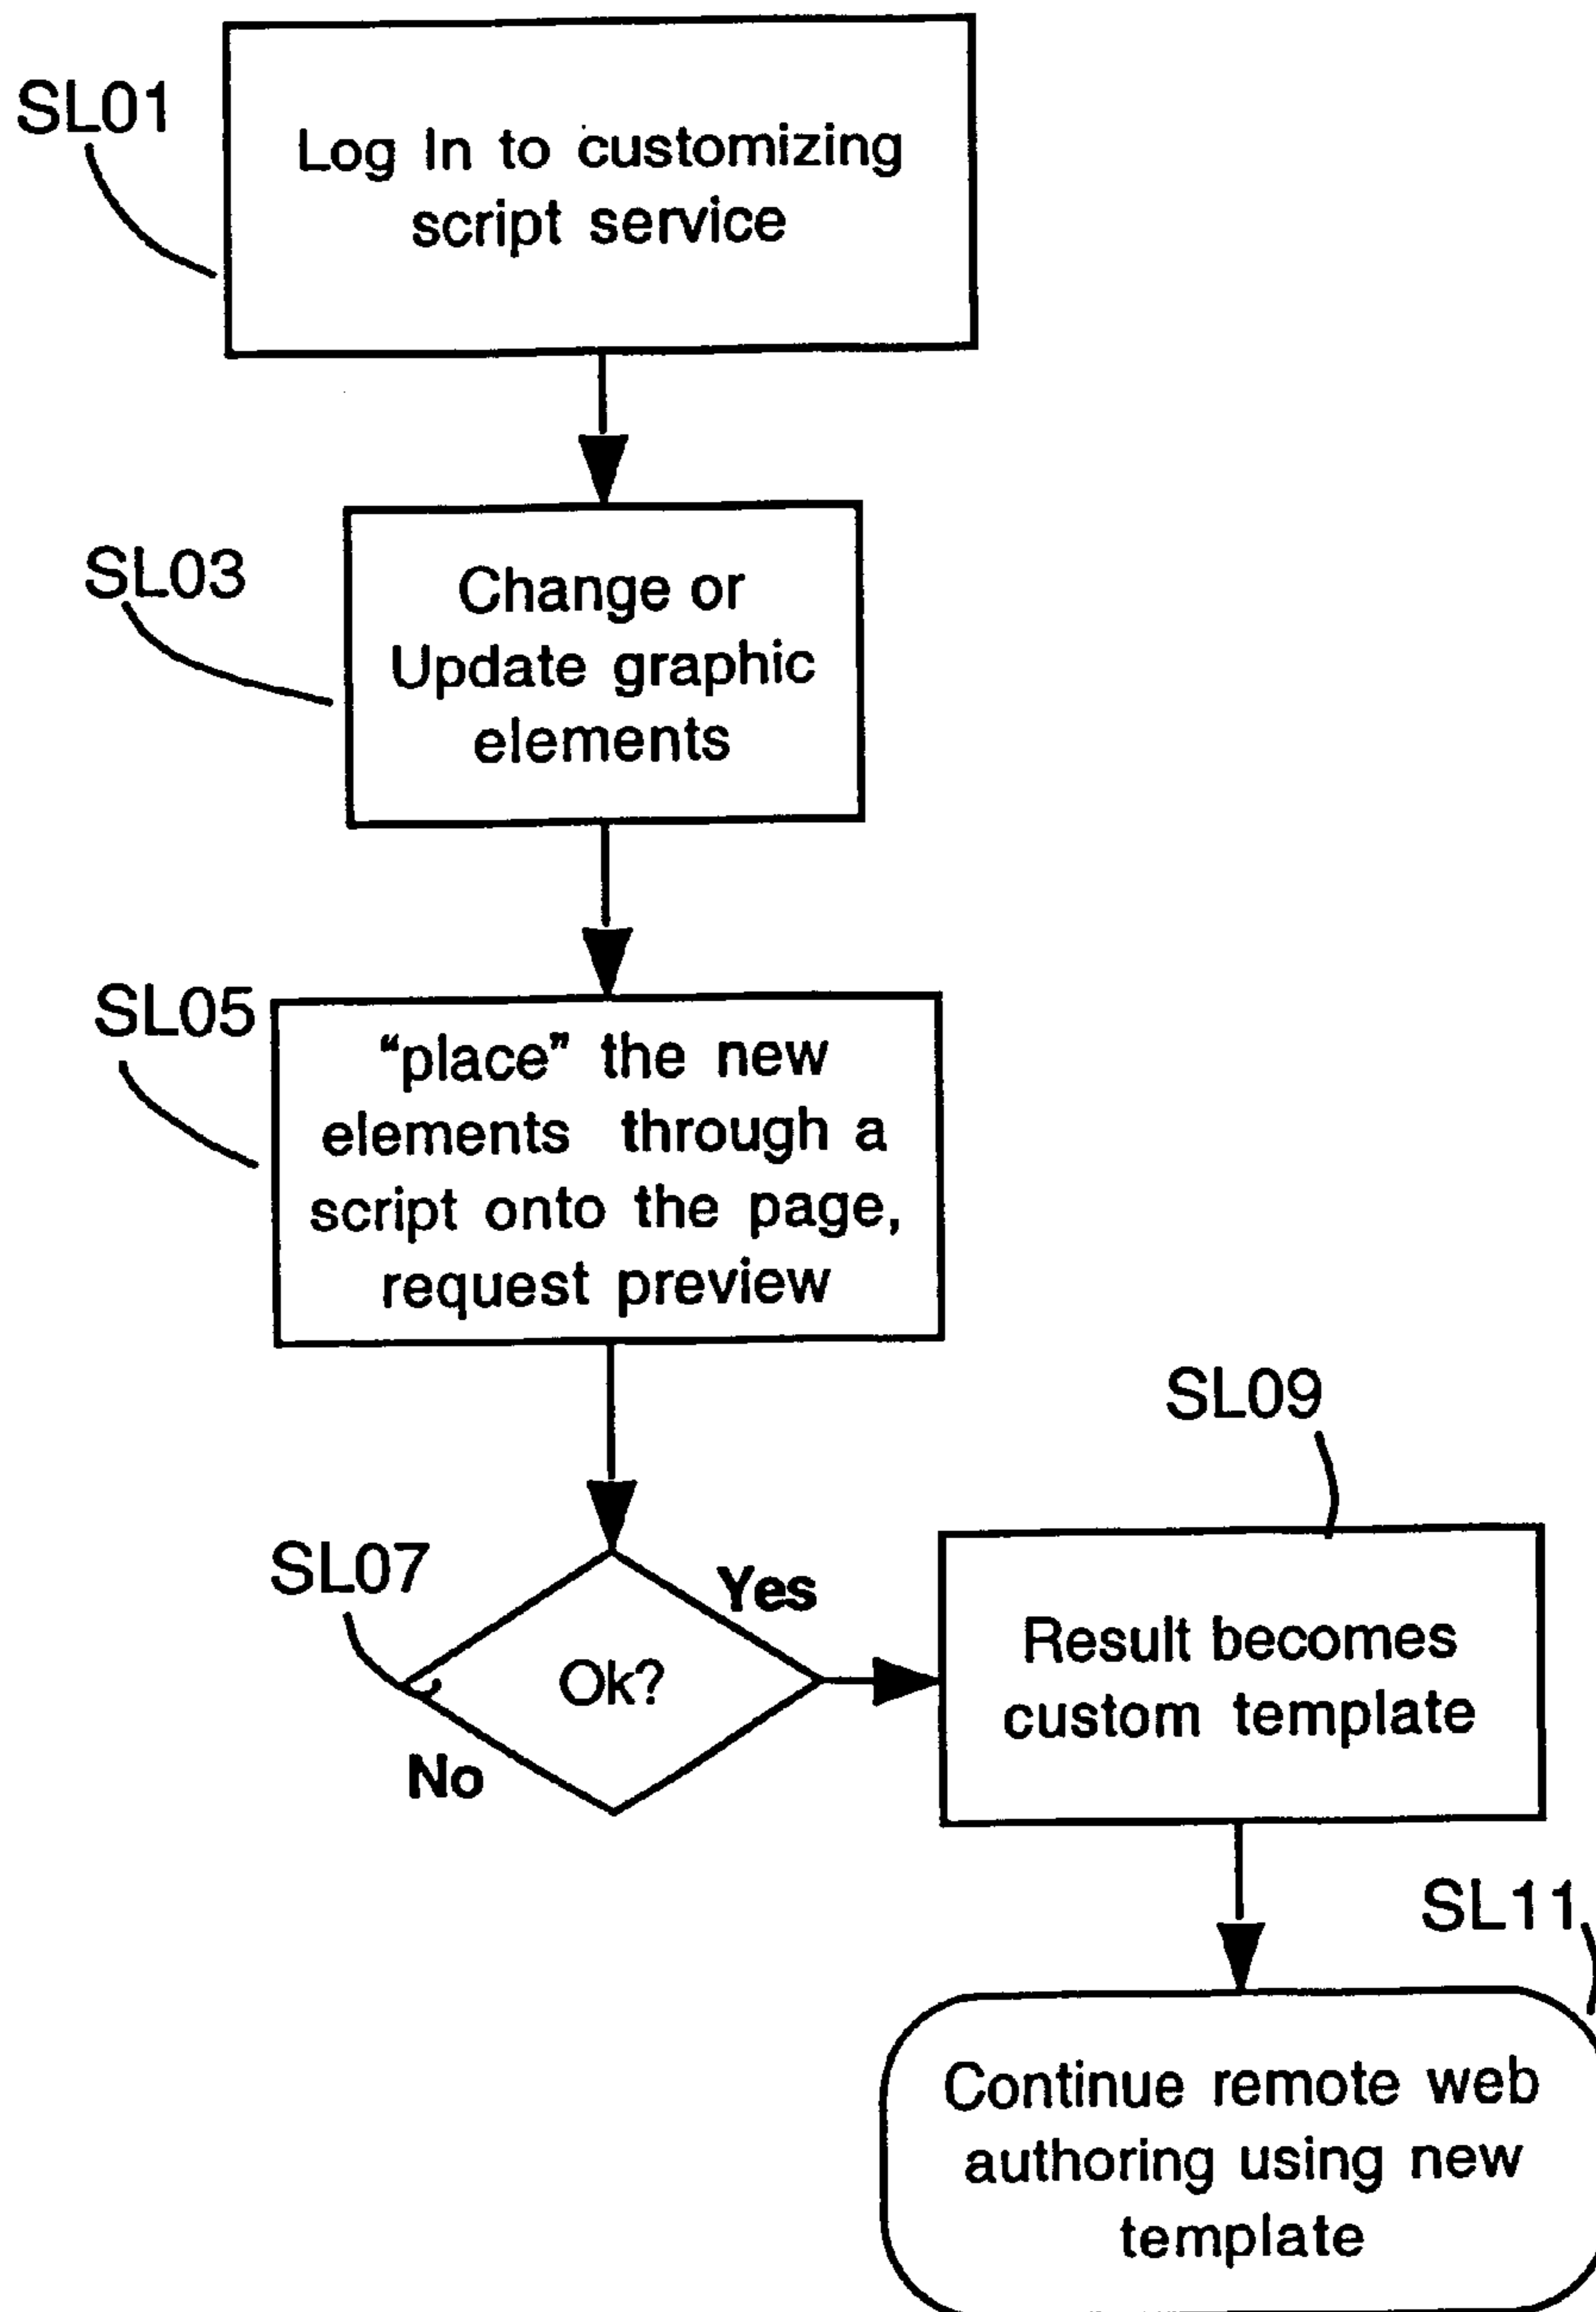 SL01
Log In to customizing
script service
SL03
Change or
Update graphic
elements
SL05
“place” the new
elements through a
script onto the page,
request preview
SL07
Yes
Ok?
No
SL09
Result becomes
custom template
SL11
Continue remote web
authoring using new
template